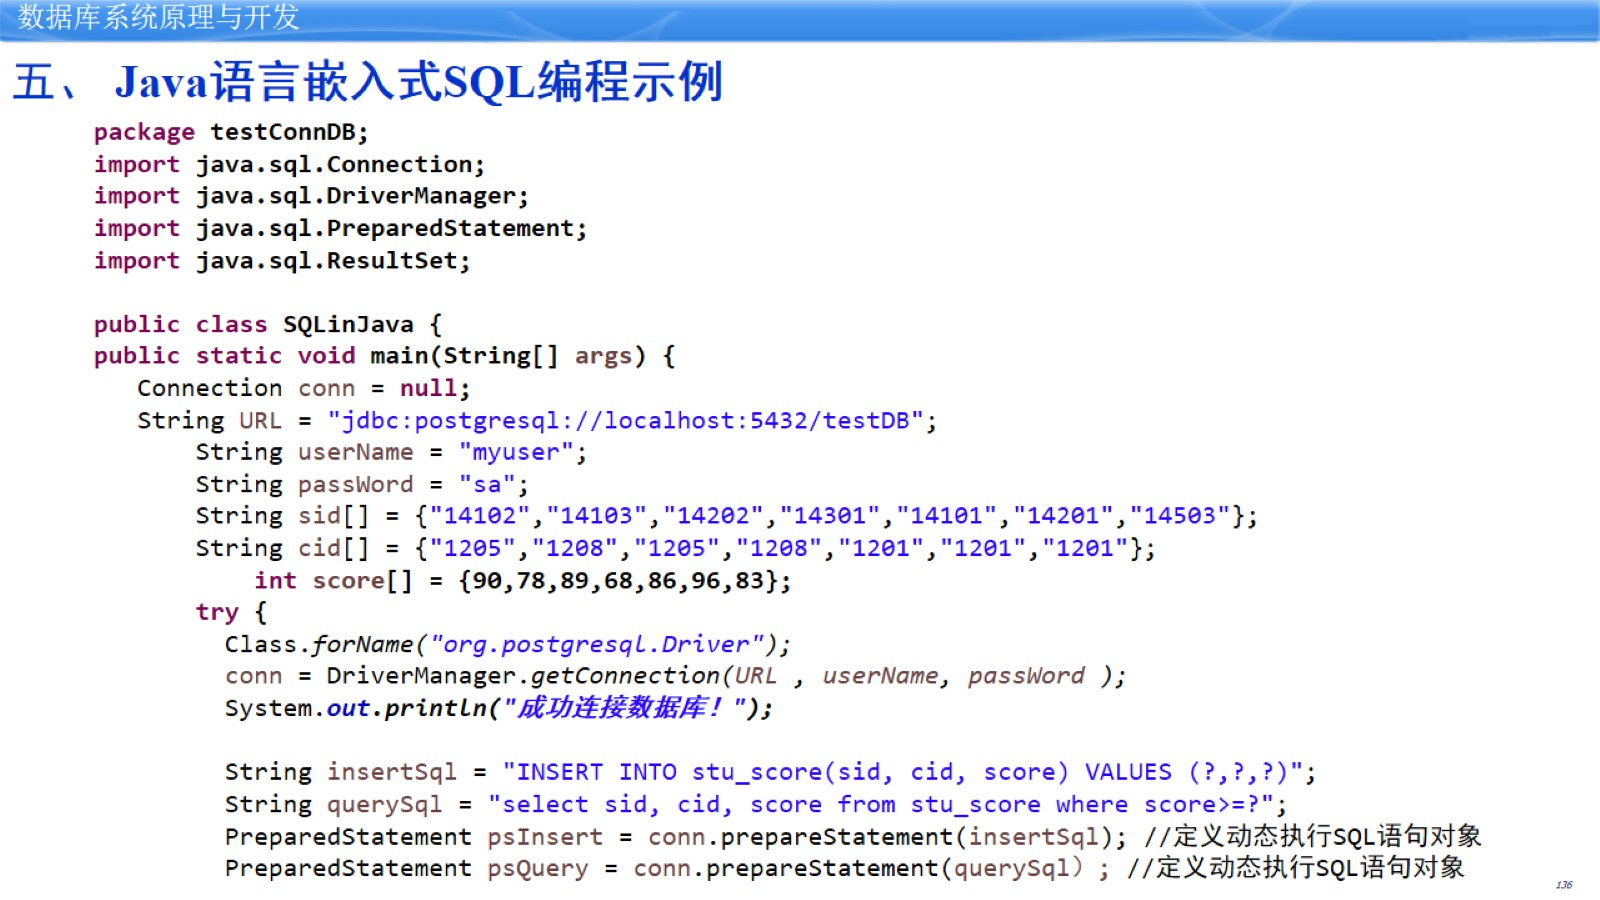 数据库系统原理与开发
五、 Java语言嵌入式SQL编程示例
package testConnDB;
import java.sql.Connection;
import java.sql.DriverManager;
import java.sql.PreparedStatement;
import java.sql.ResultSet;
public class SQLinJava {
public static void main(String[] args) {
Connection conn = null;
String URL = "jdbc:postgresql://localhost:5432/testDB";
String userName = "myuser";
String passWord = "sa";
String sid[] = {"14102","14103","14202","14301","14101","14201","14503"};
String cid[] = {"1205","1208","1205","1208","1201","1201","1201"};
int score[] = {90,78,89,68,86,96,83};
try {
Class.forName("org.postgresql.Driver");
conn = DriverManager.getConnection(URL , userName, passWord );
System.out.println("成功连接数据库！");
String insertSql = "INSERT INTO stu_score(sid, cid, score) VALUES (?,?,?)";
String querySql = "select sid, cid, score from stu_score where score>=?";
PreparedStatement psInsert = conn.prepareStatement(insertSql); //定义动态执行SQL语句对象
PreparedStatement psQuery = conn.prepareStatement(querySql）; //定义动态执行SQL语句对象
136